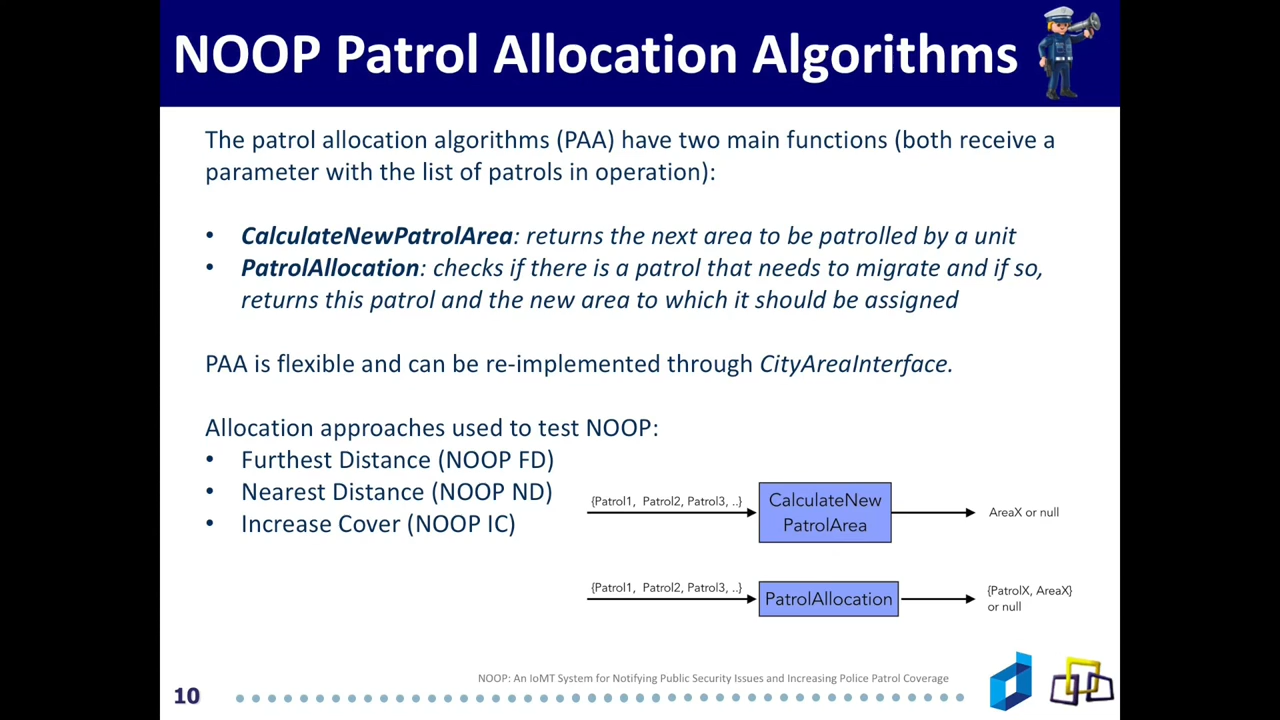 NOOP Patrol Allocation Algorithms
The patrol allocation algorithms (PAA) have two main functions (both receive a
parameter with the list of patrols in operation):
• CalculateNewPatrolArea: returns the next area to be patrolled by a unit
• PatrolAllocation: checks if there is a patrol that needs to migrate and if so,
returns this patrol and the new area to which it should be assigned
PAA is flexible and can be re-implemented through CityAreaInterface.
Allocation approaches used to test NOOP:
• Furthest Distance (NOOP FD)
• Nearest Distance (NOOP ND)
• Increase Cover (NOOP IC)
{Patrol1, Patrol2, Patrol3, ..}
CalculateNew
PatrolArea
AreaX or null
{Patrol1, Patrol2, Patrol3, ..}
PatrolAllocation
{PatrolX, AreaX}
or null
NOOP: An IoMT System for Notifying Public Security Issues and Increasing Police Patrol Coverage
10